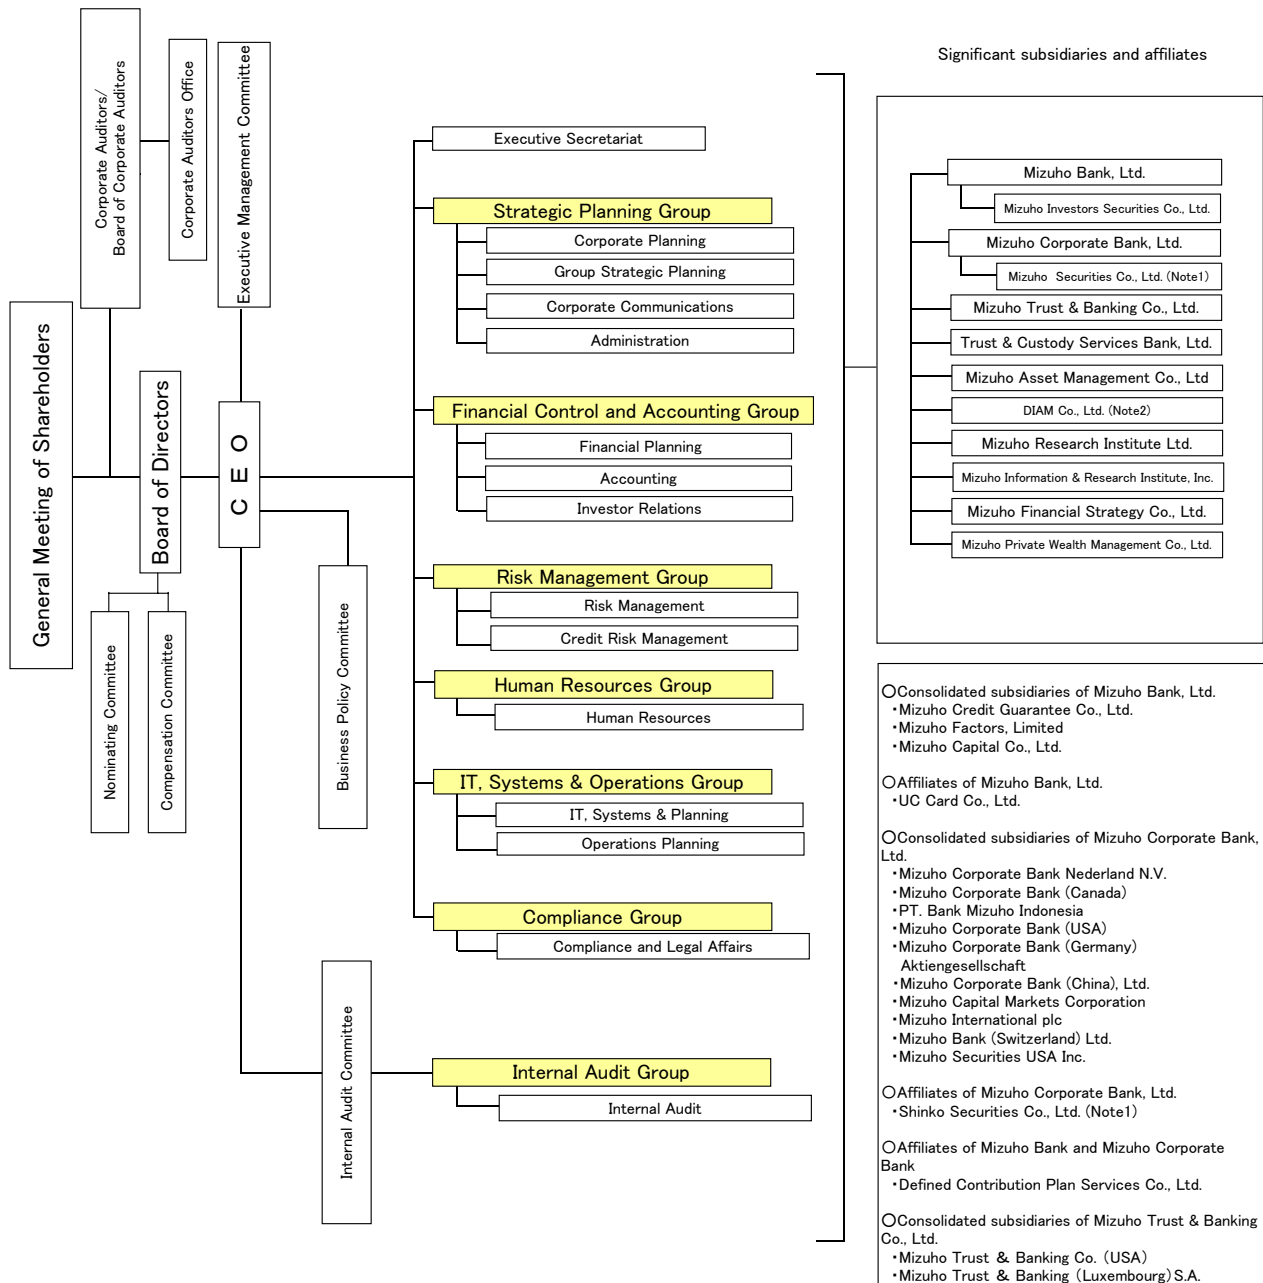 General Meeting of Shareholders
Corporate Auditors/
Board of Corporate Auditors
Corporate Auditors Office
Executive Management Committee
Board of Directors
CEO
Nominating Committee
Compensation Committee
Business Policy Committee
Internal Audit Committee
Executive Secretariat
Strategic Planning Group
Corporate Planning
Group Strategic Planning
Corporate Communications
Administration
Financial Control and Accounting Group
Financial Planning
Accounting
Investor Relations
Risk Management Group
Risk Management
Credit Risk Management
Human Resources Group
Human Resources
IT, Systems & Operations Group
IT, Systems & Planning
Operations Planning
Compliance Group
Compliance and Legal Affairs
Internal Audit Group
Internal Audit
Significant subsidiaries and affiliates
Mizuho Bank, Ltd.
Mizuho Investors Securities Co., Ltd.
Mizuho Corporate Bank, Ltd.
Mizuho Securities Co., Ltd. (Note1)
Mizuho Trust & Banking Co., Ltd.
Trust & Custody Services Bank, Ltd.
Mizuho Asset Management Co., Ltd
DIAM Co., Ltd. (Note2)
Mizuho Research Institute Ltd.
Mizuho Information & Research Institute, Inc.
Mizuho Financial Strategy Co., Ltd.
Mizuho Private Wealth Management Co., Ltd.
○Consolidated subsidiaries of Mizuho Bank, Ltd.
・Mizuho Credit Guarantee Co., Ltd.
・Mizuho Factors, Limited
・Mizuho Capital Co., Ltd.
○Affiliates of Mizuho Bank, Ltd.
・UC Card Co., Ltd.
○Consolidated subsidiaries of Mizuho Corporate Bank,
Ltd.
・Mizuho Corporate Bank Nederland N.V.
・Mizuho Corporate Bank (Canada)
・PT. Bank Mizuho Indonesia
・Mizuho Corporate Bank (USA)
・Mizuho Corporate Bank (Germany)
Aktiengesellschaft
・Mizuho Corporate Bank (China), Ltd.
・Mizuho Capital Markets Corporation
・Mizuho International plc
・Mizuho Bank (Switzerland) Ltd.
・Mizuho Securities USA Inc.
○Affiliates of Mizuho Corporate Bank, Ltd.
・Shinko Securities Co., Ltd. (Note1)
○Affiliates of Mizuho Bank and Mizuho Corporate
Bank
・Defined Contribution Plan Services Co., Ltd.
○Consolidated subsidiaries of Mizuho Trust & Banking
Co., Ltd.
・Mizuho Trust & Banking Co. (USA)
・Mizuho Trust & Banking (Luxembourg) S.A.